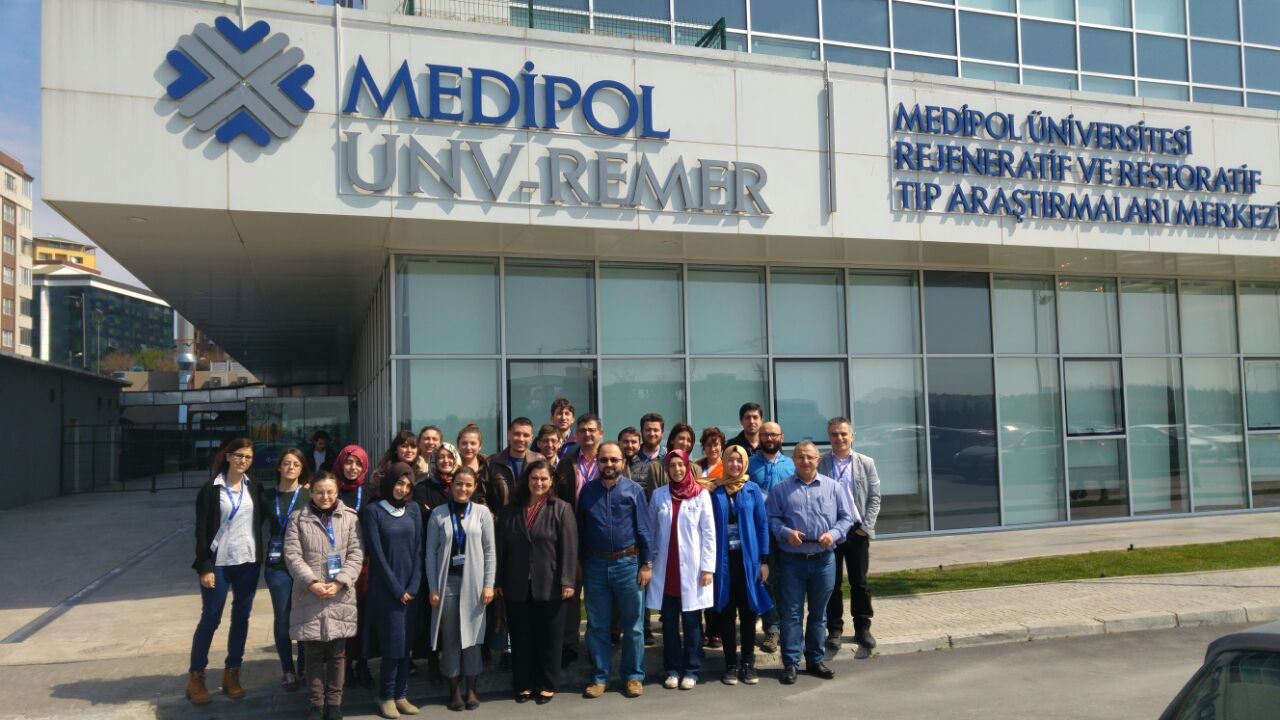 MEDİPOL
UNV-REMER
MEDİPOL ÜNİVERSİTESİ
REJENERATİF VE RESTORATİF
TIP ARAŞTIRMALARI MERKEZİ